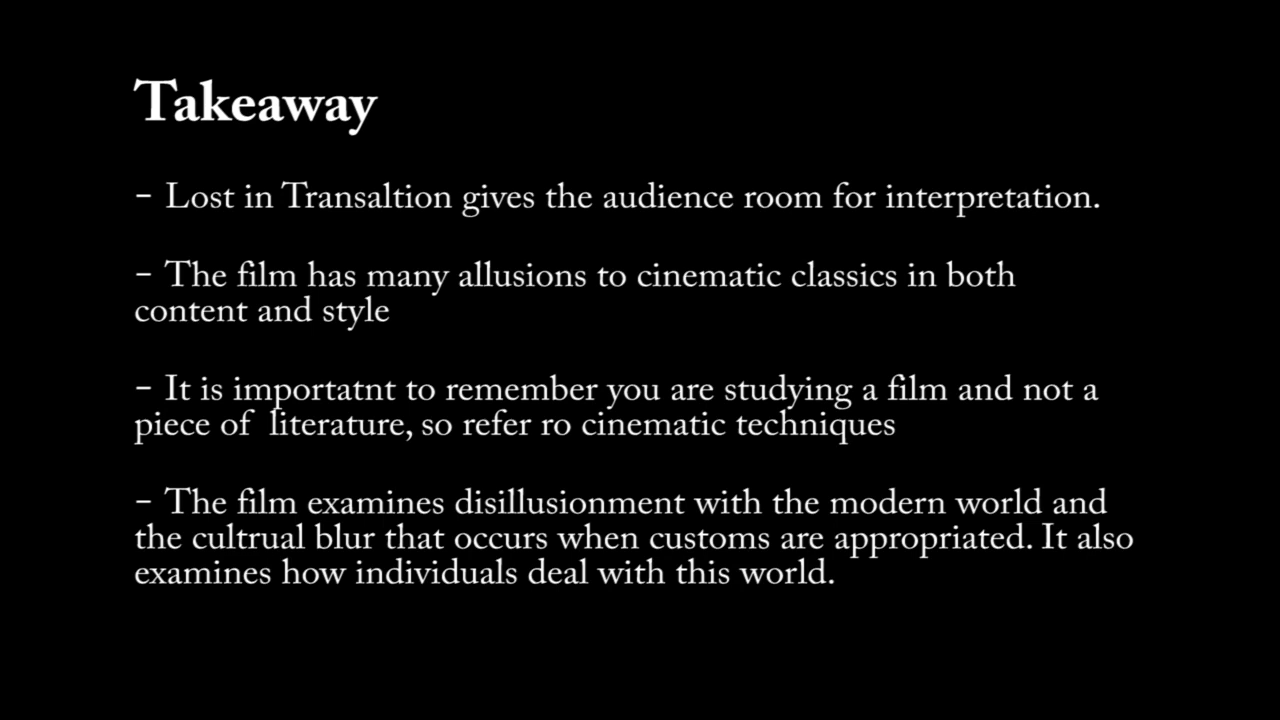 Takeaway
- Lost in Transaltion gives the audience room for interpretation.
- The film has many allusions to cinematic classics in both
content and style
- It is importatnt to remember you are studying a film and not a
piece of  literature, so refer ro cinematic techniques
- The film examines disillusionment with the modern world and
the cultrual blur that occurs when customs are appropriated. It also
examines how individuals deal with this world.